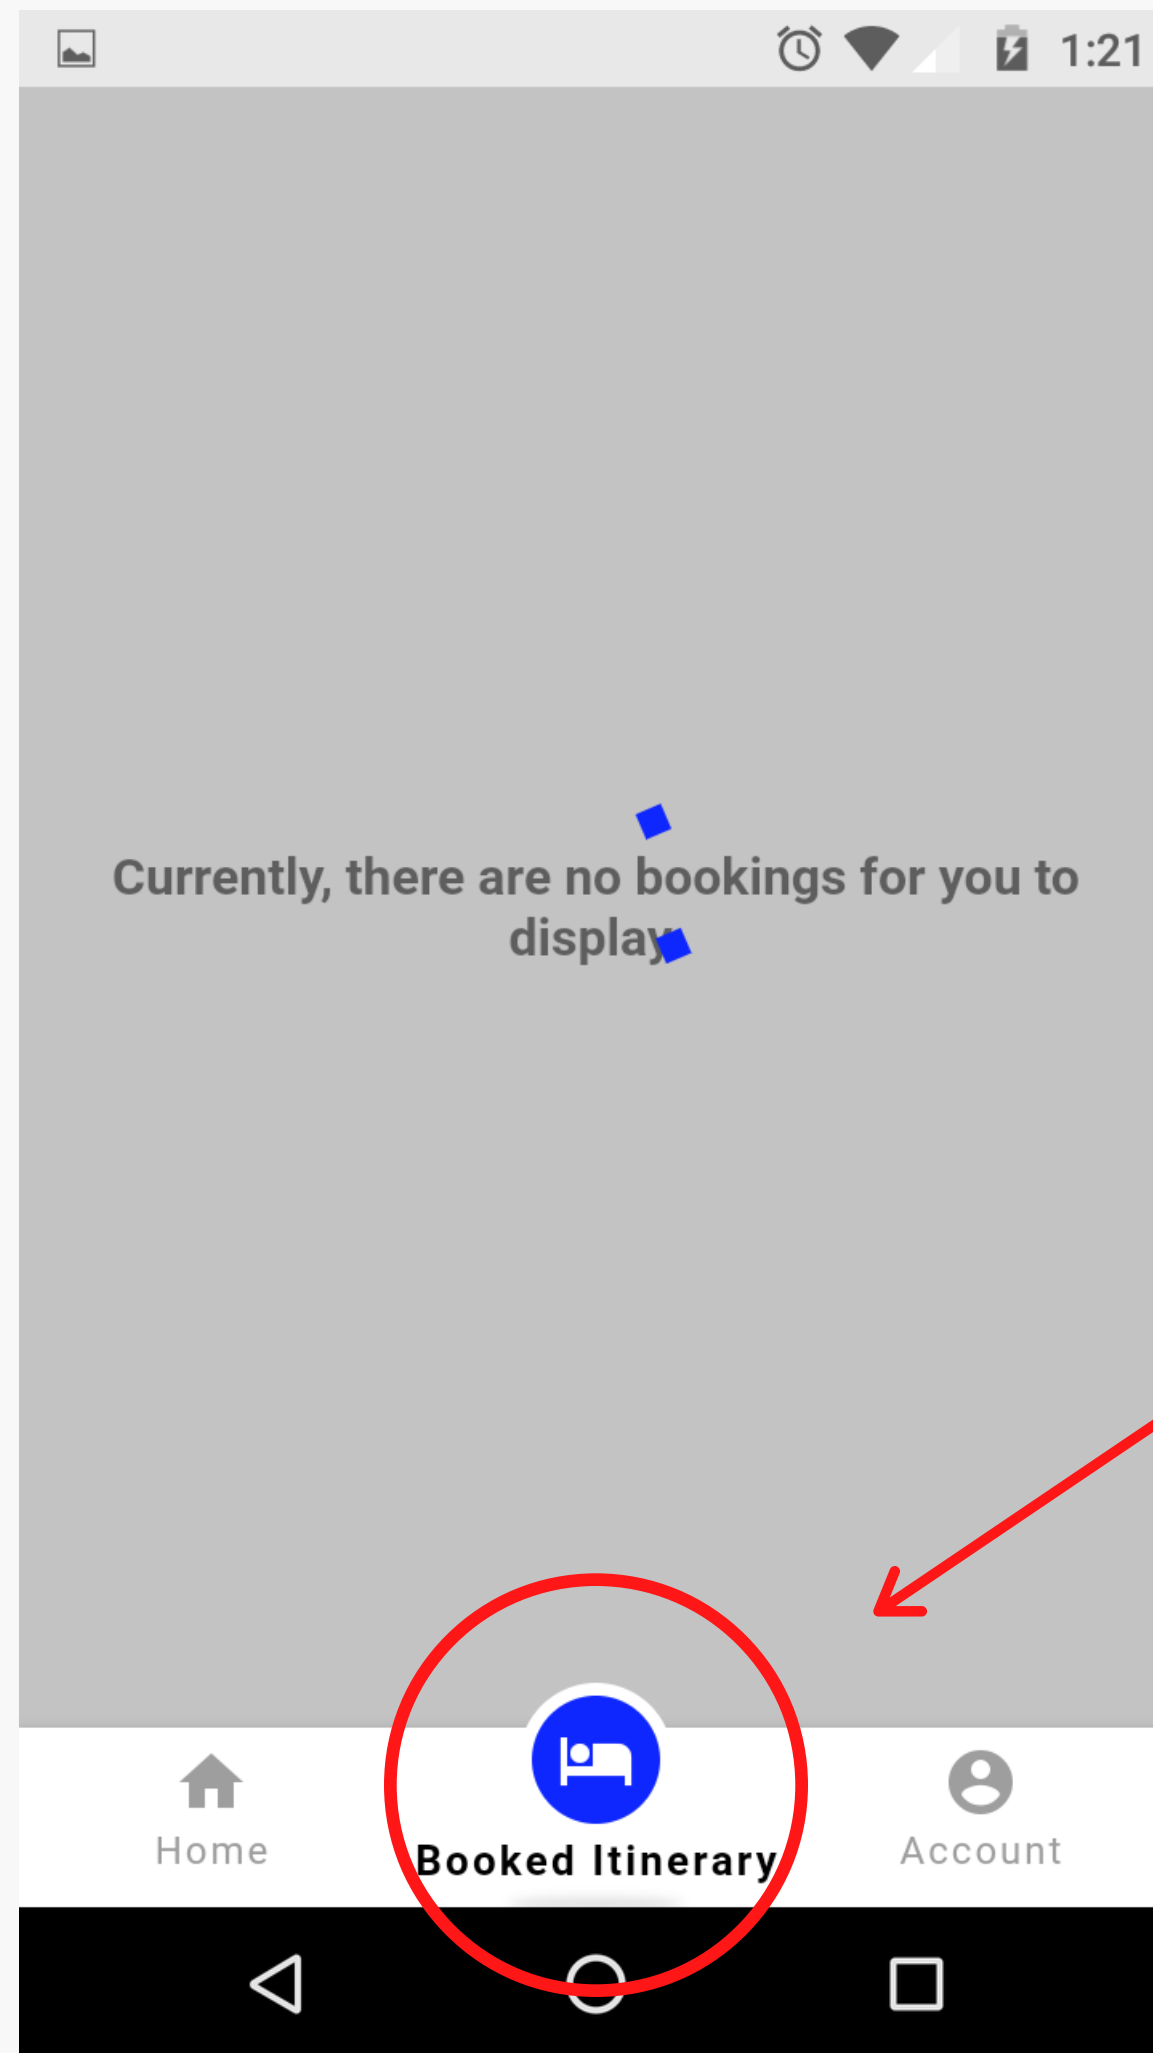 1:21
Currently, there are no bookings for you to
display
Home
Booked Itinerary
Account